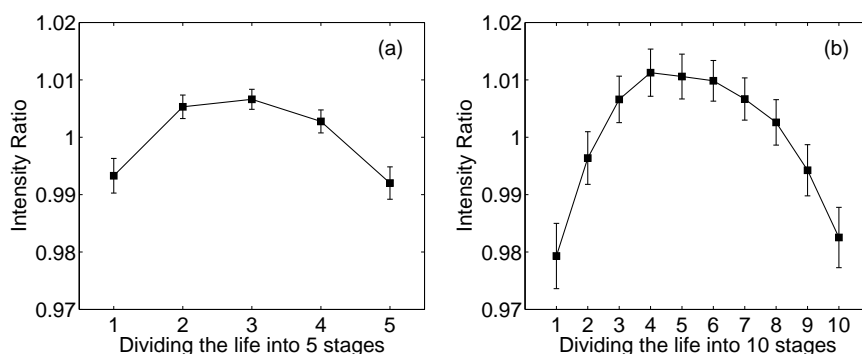 1.02
1.01
1
0.99
0.98
0.97
Intensity Ratio
(a)
1 2 3 4 5
Dividing the life into 5 stages
1.02
1.01
1
0.99
0.98
0.97
Intensity Ratio
(b)
1 2 3 4 5 6 7 8 9 10
Dividing the life into 10 stages